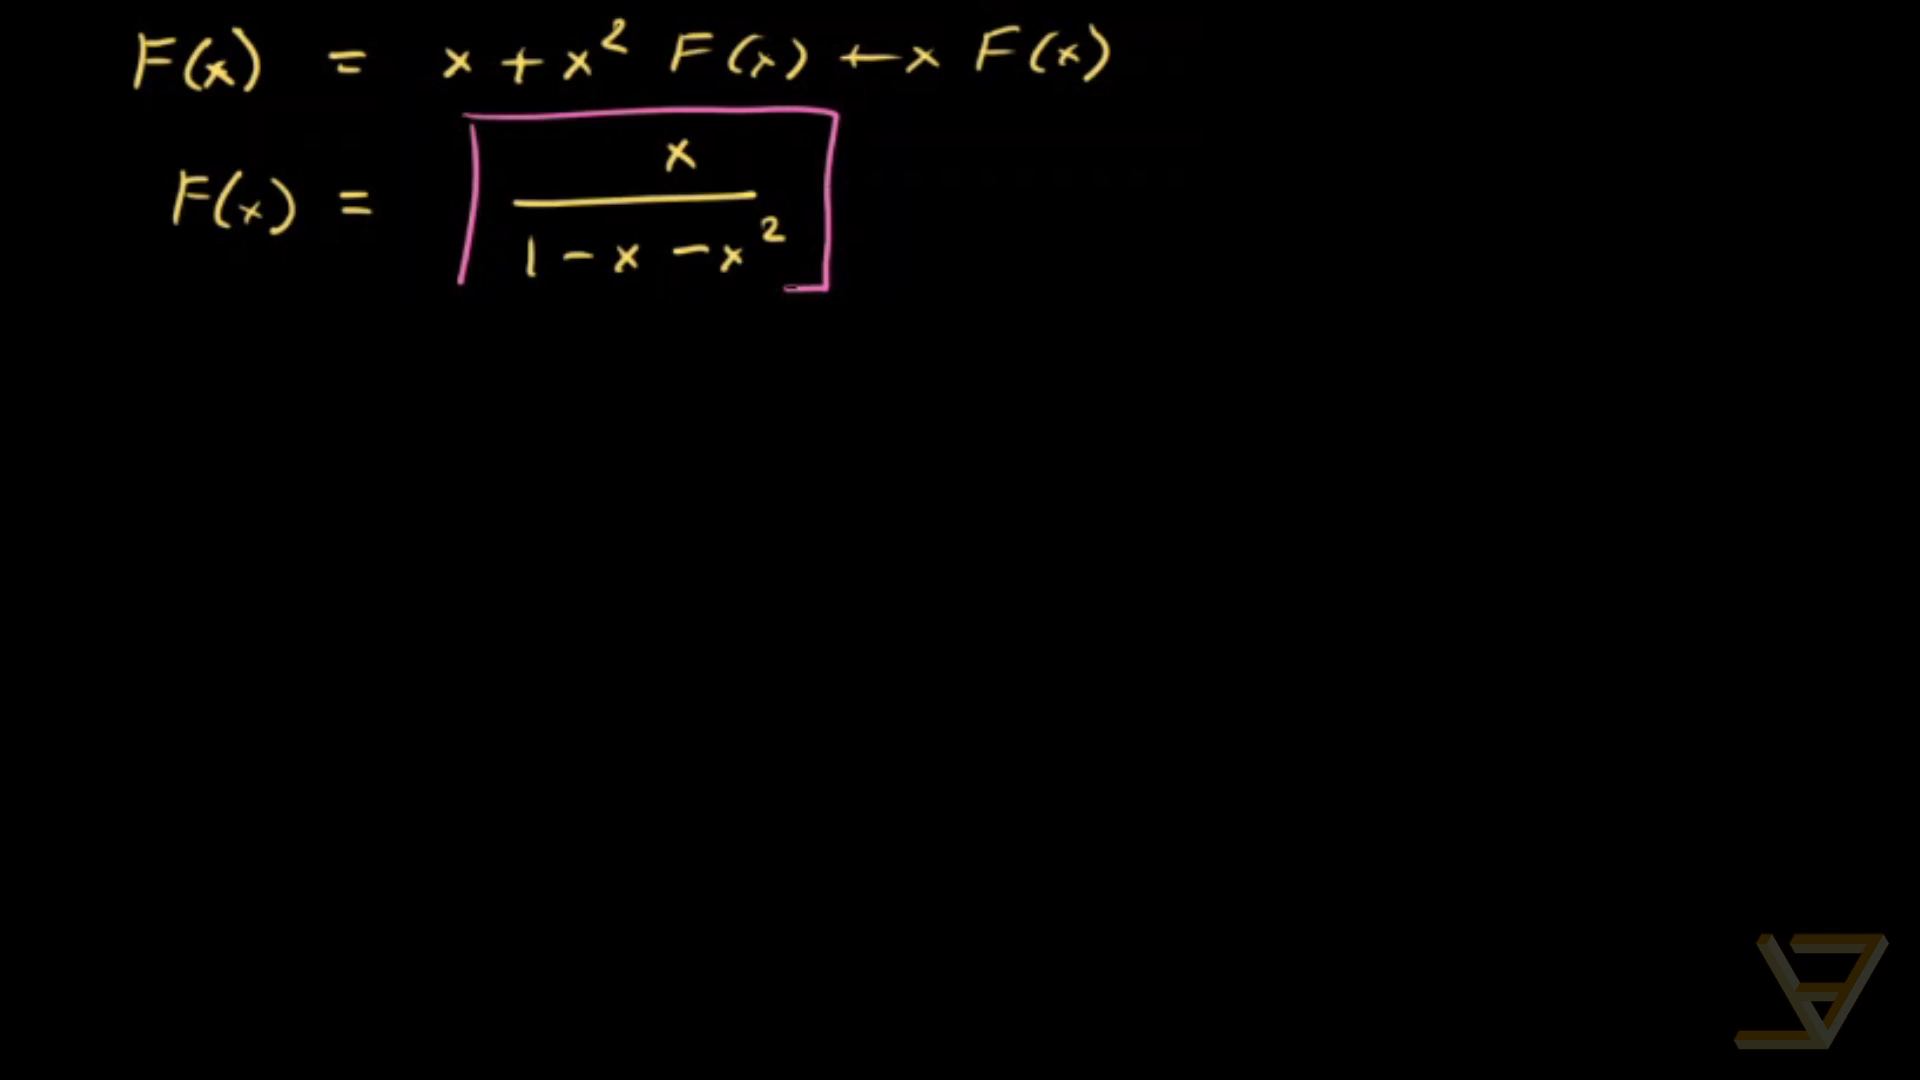 F(x) = x + x² F(x) + x F(x)
F(x) = x / (1 - x - x²)